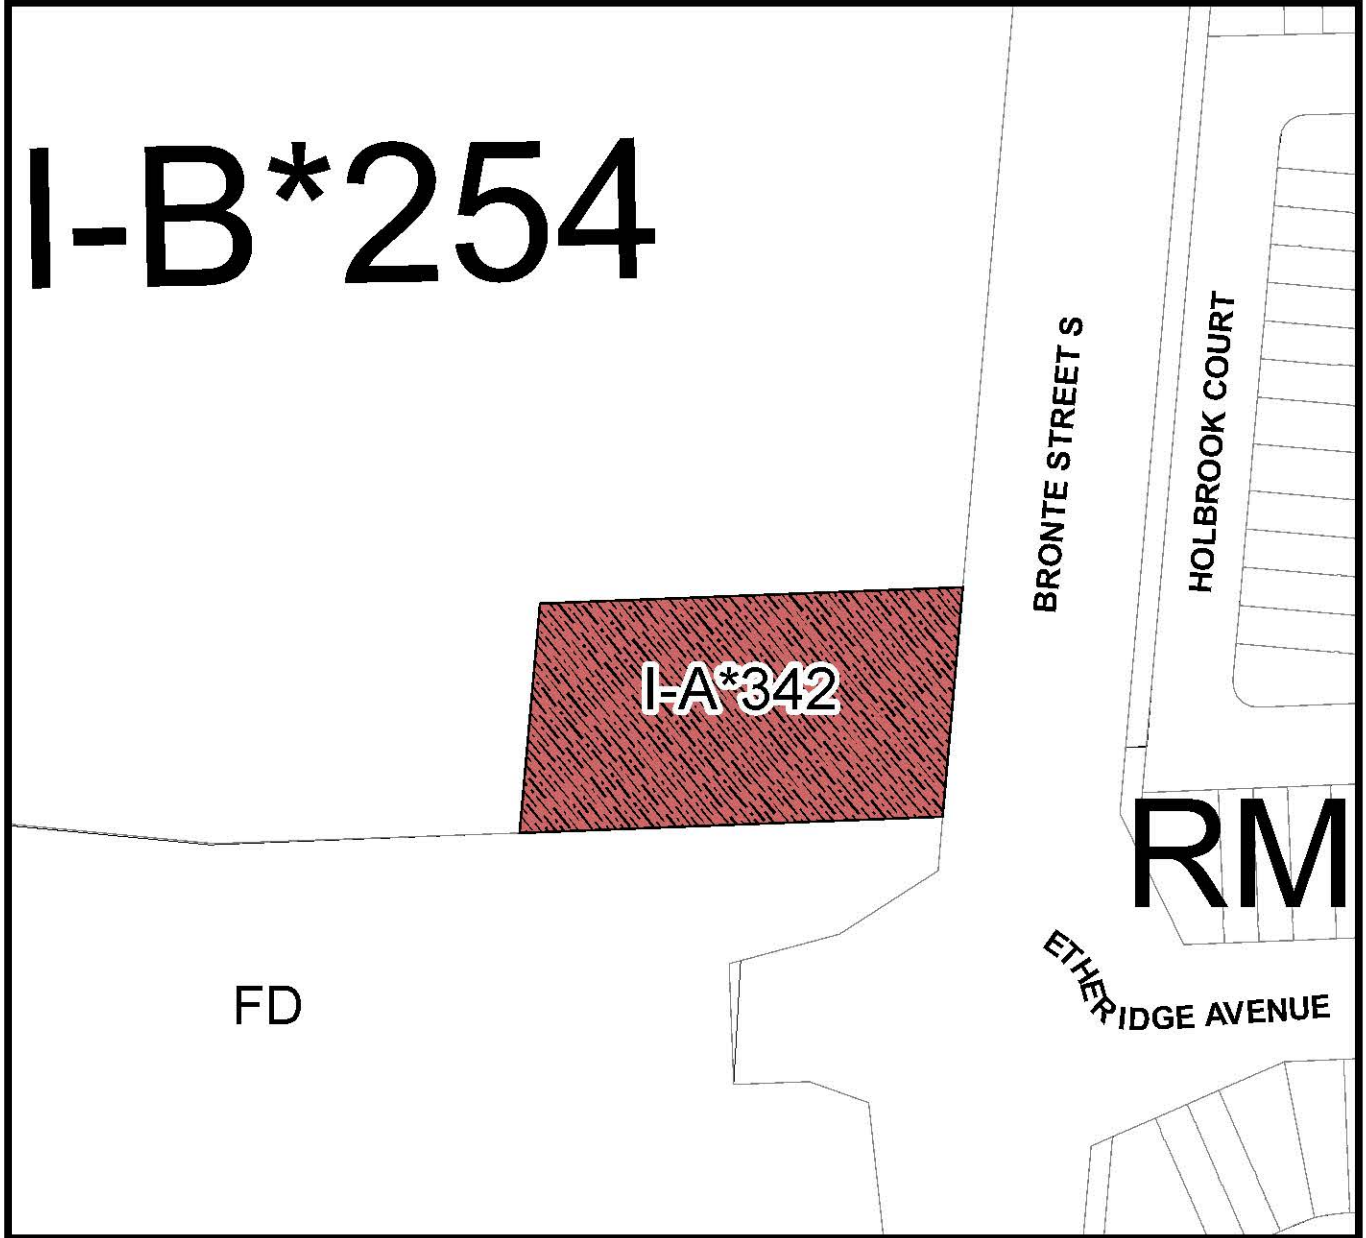 I-B*254
BRONTE STREET S
HOLBROOK COURT
I-A*342
RM
ETHERIDGE AVENUE
FD